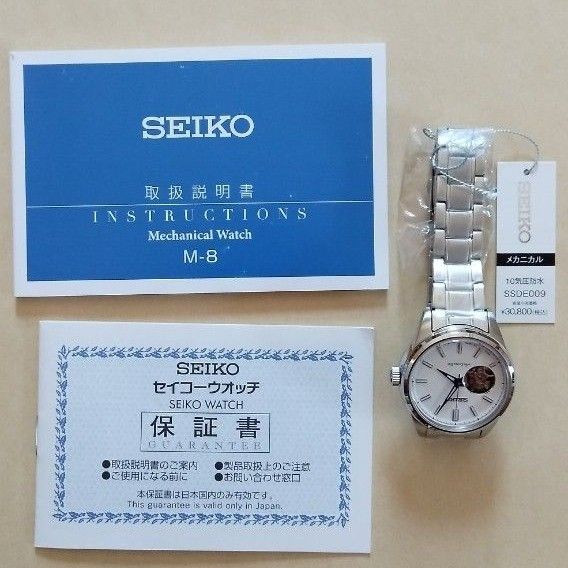 SEIKO
取扱説明書
INSTRUCTIONS
Mechanical Watch
M-8
SEIKO
セイコーウオッチ
SEIKO WATCH
保証書
GUARANTEE
●取扱説明書のご案内 ●製品取扱上のご注意
●ご使用になる前に ●お問い合わせ窓口
本保証書は日本国内のみ有効です。
This guarantee is valid only in Japan.
SEIKO
メカニカル
10気圧防水
SSDE009
¥30,800(税込)
SEIKO